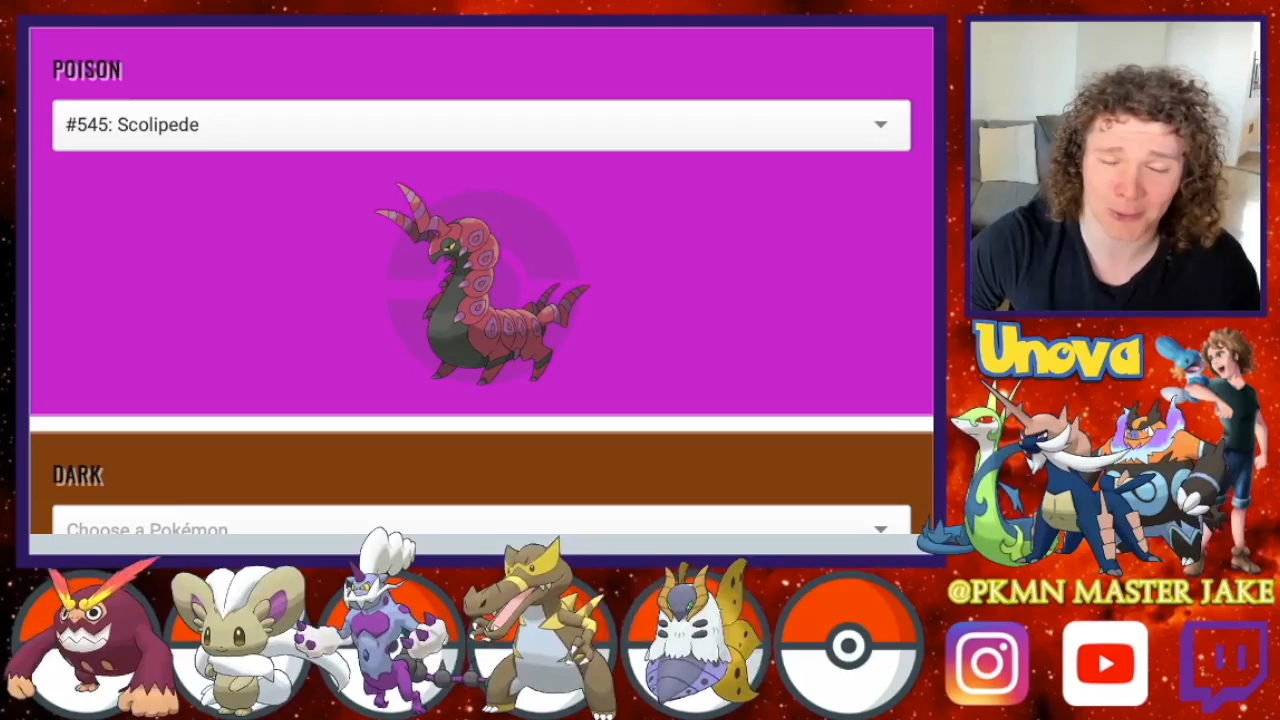 POISON
#545: Scolipede
DARK
Choose a Pokémon
Unova
@PKMN MASTER JAKE